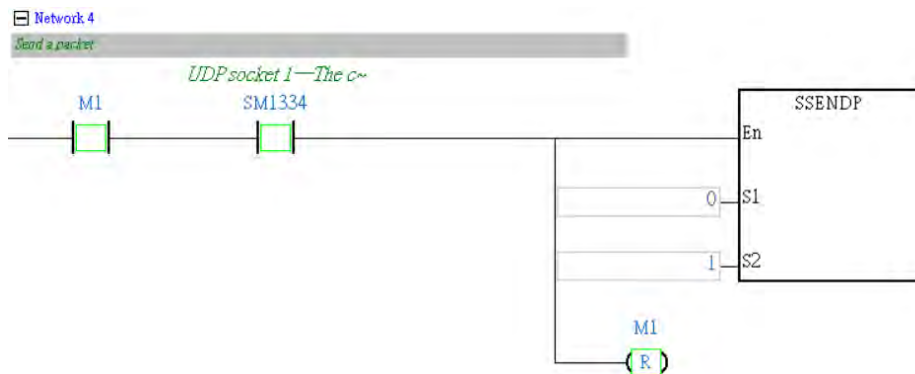 Network 4
Send a packet
UDP socket 1—The c~
M1 SM1334
SSENDP
En
0 S1
1 S2
M1
R